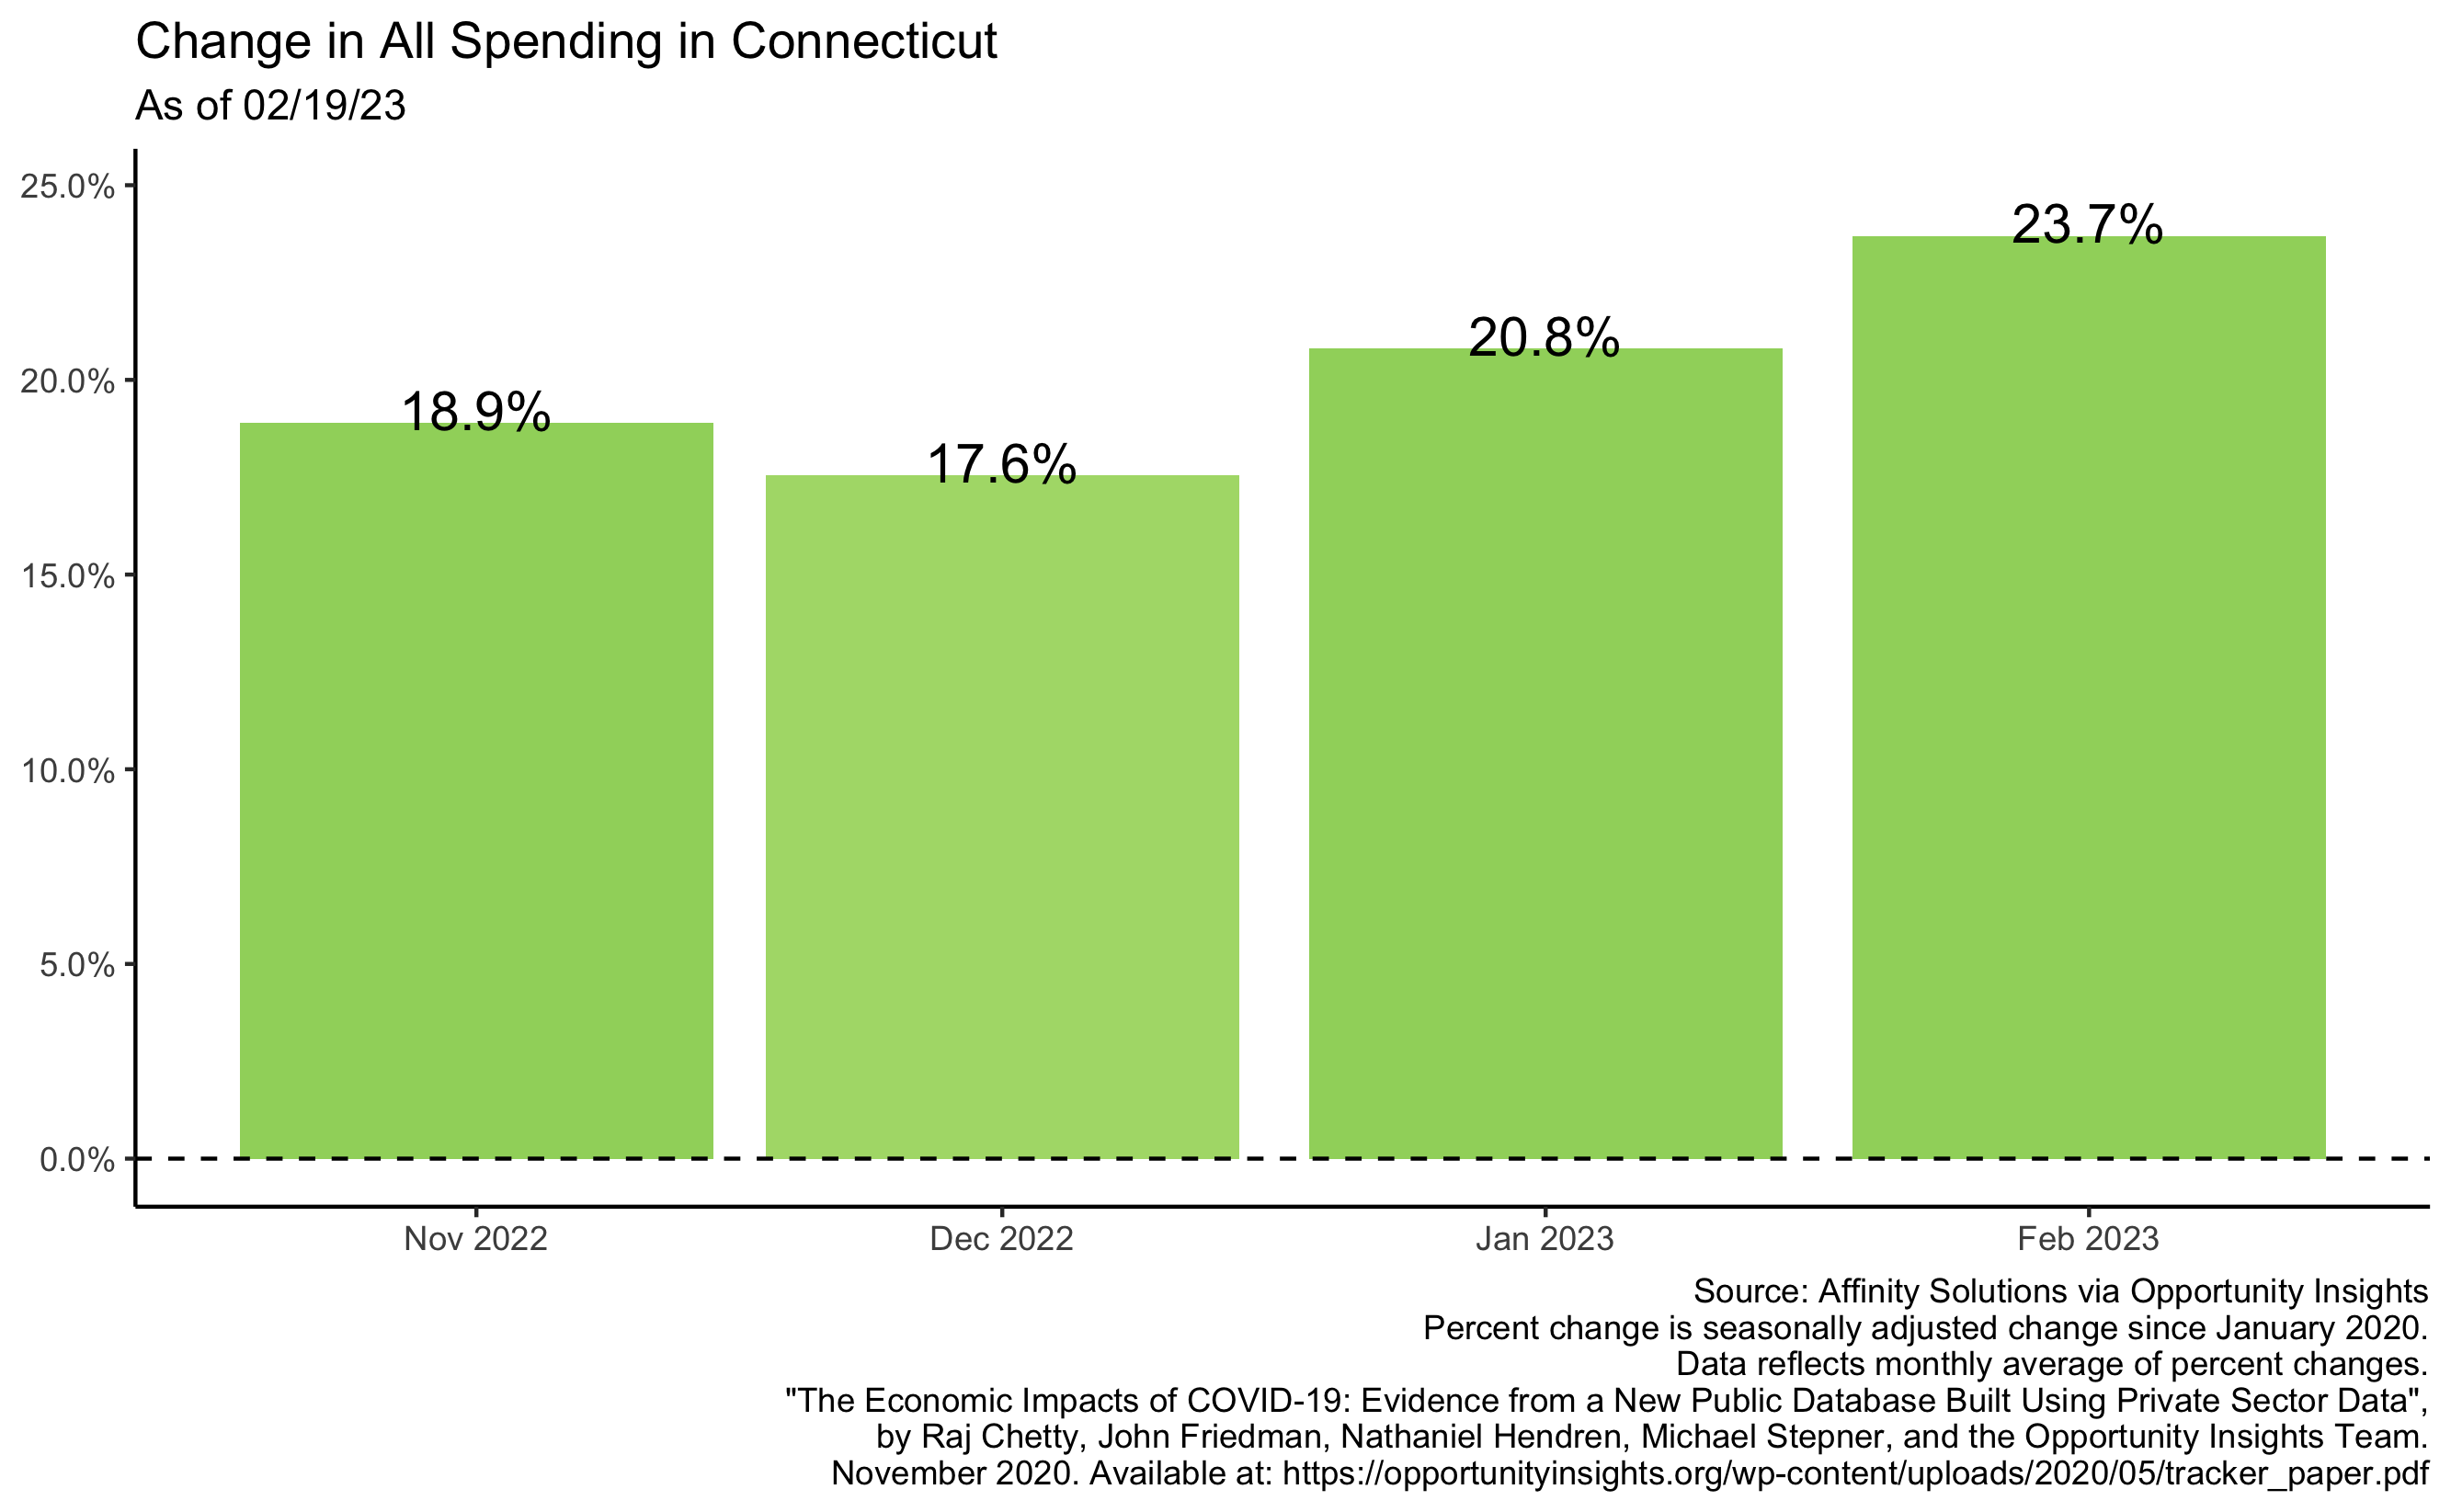 Change in All Spending in Connecticut
As of 02/19/23
25.0%
20.0%
15.0%
10.0%
5.0%
0.0%
18.9%
17.6%
20.8%
23.7%
Nov 2022
Dec 2022
Jan 2023
Feb 2023
Source: Affinity Solutions via Opportunity Insights
Percent change is seasonally adjusted change since January 2020.
Data reflects monthly average of percent changes.
"The Economic Impacts of COVID-19: Evidence from a New Public Database Built Using Private Sector Data",
by Raj Chetty, John Friedman, Nathaniel Hendren, Michael Stepner, and the Opportunity Insights Team.
November 2020. Available at: https://opportunityinsights.org/wp-content/uploads/2020/05/tracker_paper.pdf